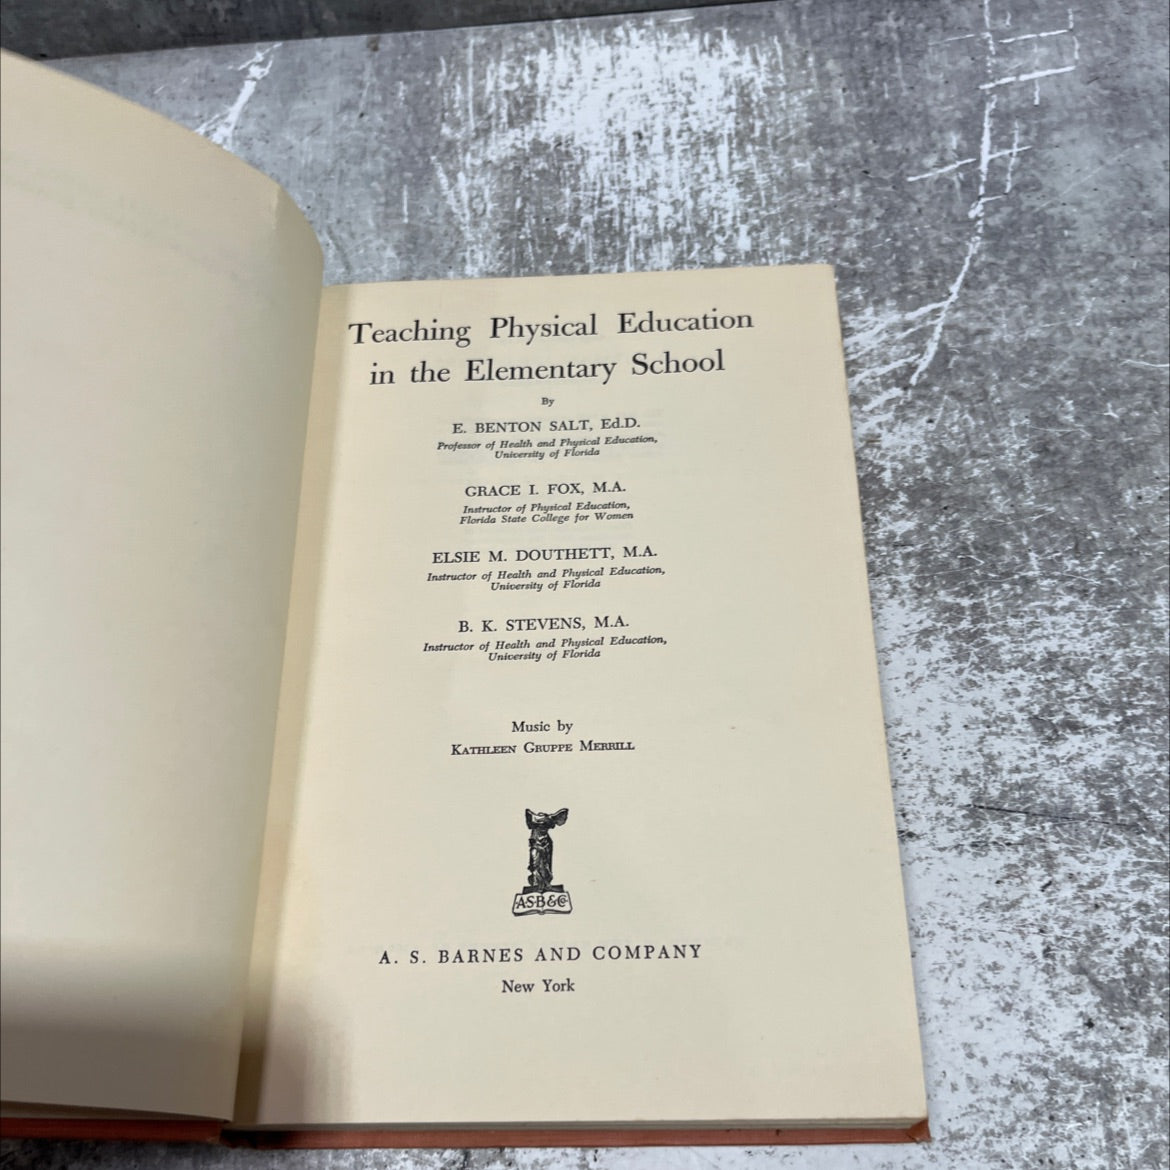 Teaching Physical Education
in the Elementary School
By
E. BENTON SALT, Ed.D.
Professor of Health and Physical Education,
University of Florida
GRACE I. FOX, M.A.
Instructor of Physical Education,
Florida State College for Women
ELSIE M. DOUTHETT, M.A.
Instructor of Health and Physical Education,
University of Florida
B. K. STEVENS, M.A.
Instructor of Health and Physical Education,
University of Florida
Music by
KATHLEEN GRUPPE MERRILL
A·S·B&Co
A. S. BARNES AND COMPANY
New York